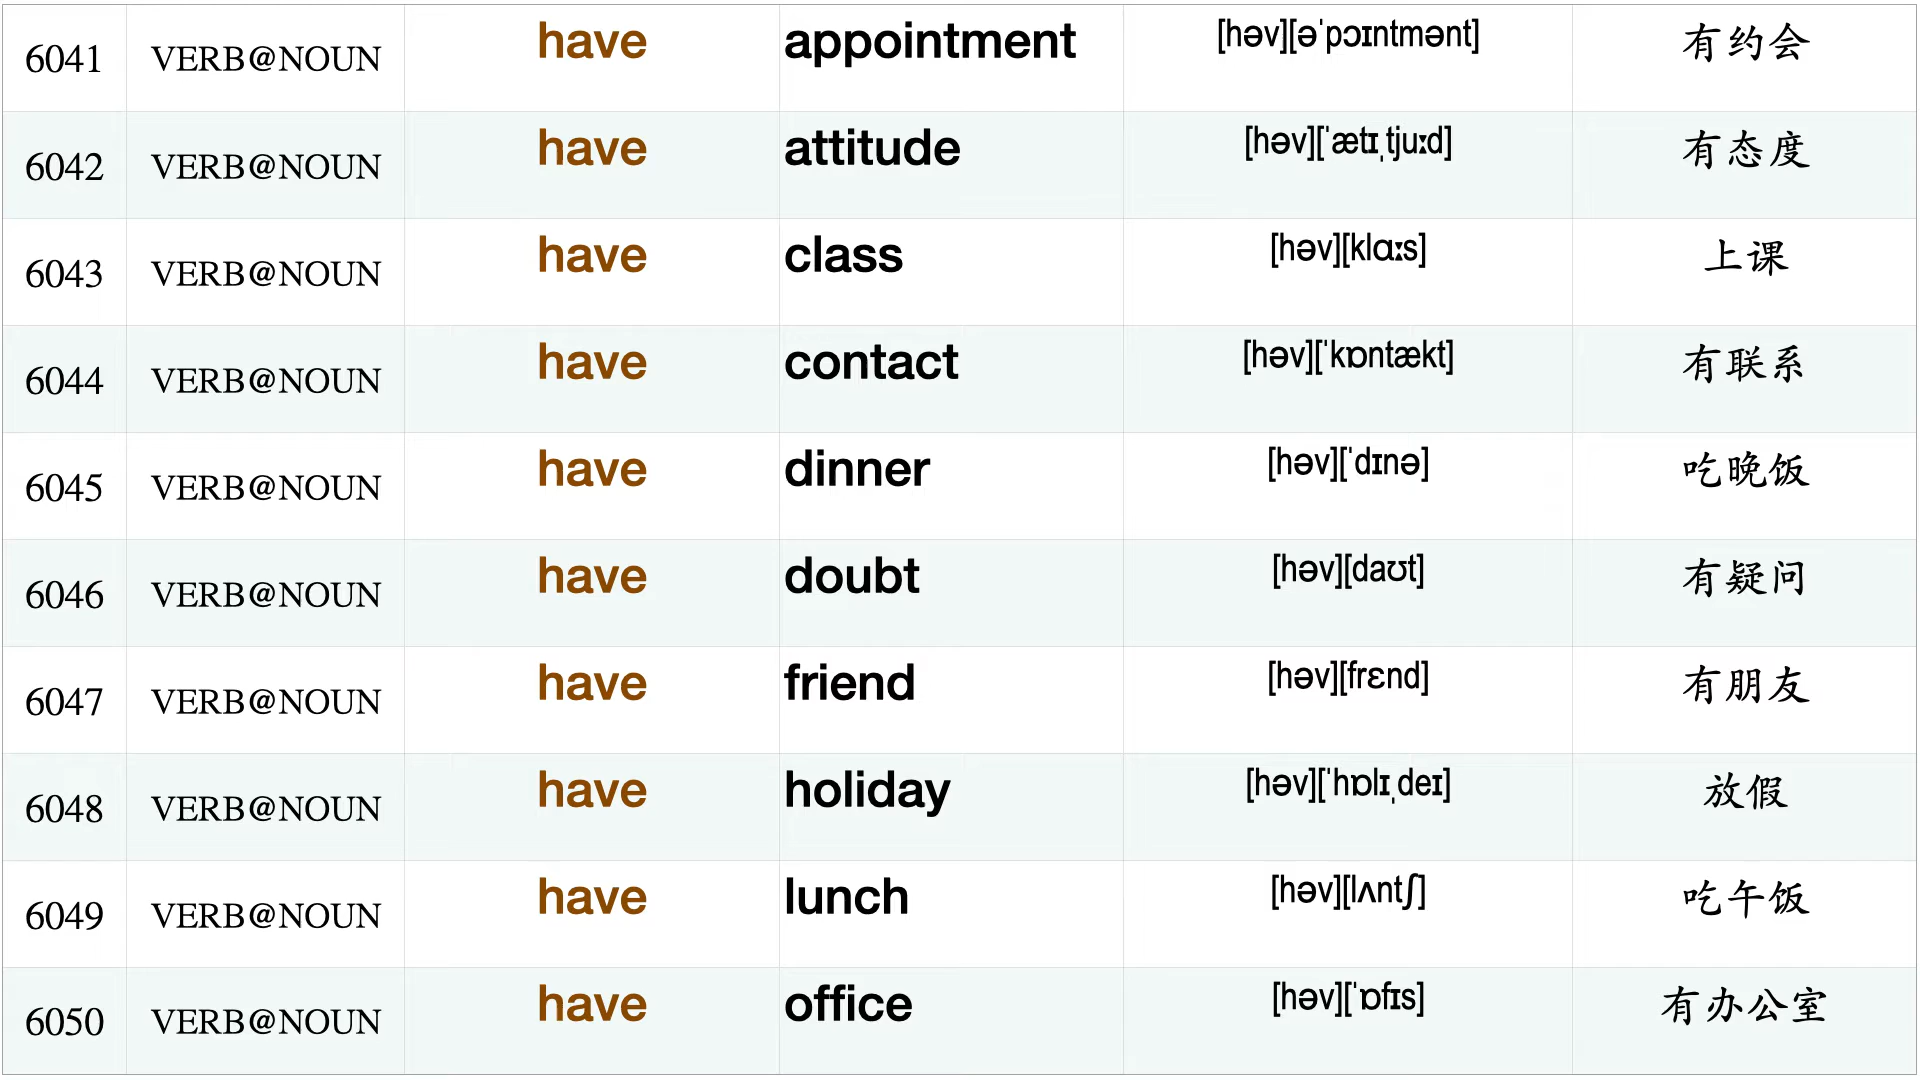 6041 VERB@NOUN have appointment [həv][əˈpɔɪntmənt] 有约会
6042 VERB@NOUN have attitude [həv][ˈætɪˌtjuːd] 有态度
6043 VERB@NOUN have class [həv][klɑːs] 上课
6044 VERB@NOUN have contact [həv][ˈkɒntækt] 有联系
6045 VERB@NOUN have dinner [həv][ˈdɪnə] 吃晚饭
6046 VERB@NOUN have doubt [həv][daʊt] 有疑问
6047 VERB@NOUN have friend [həv][frɛnd] 有朋友
6048 VERB@NOUN have holiday [həv][ˈhɒlɪˌdeɪ] 放假
6049 VERB@NOUN have lunch [həv][lʌntʃ] 吃午饭
6050 VERB@NOUN have office [həv][ˈɒfɪs] 有办公室